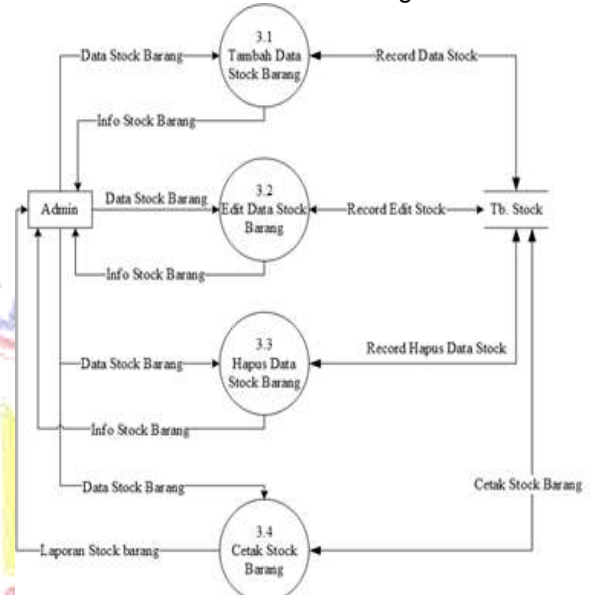 3.1
Tambah Data
Stock Barang
Data Stock Barang
Record Data Stock
Info Stock Barang
Admin
Data Stock Barang
3.2
Edit Data Stock
Barang
Record Edit Stock
Tb. Stock
Info Stock Barang
3.3
Hapus Data
Stock Barang
Data Stock Barang
Record Hapus Data Stock
Info Stock Barang
Data Stock Barang
Cetak Stock Barang
3.4
Cetak Stock
Barang
Laporan Stock barang